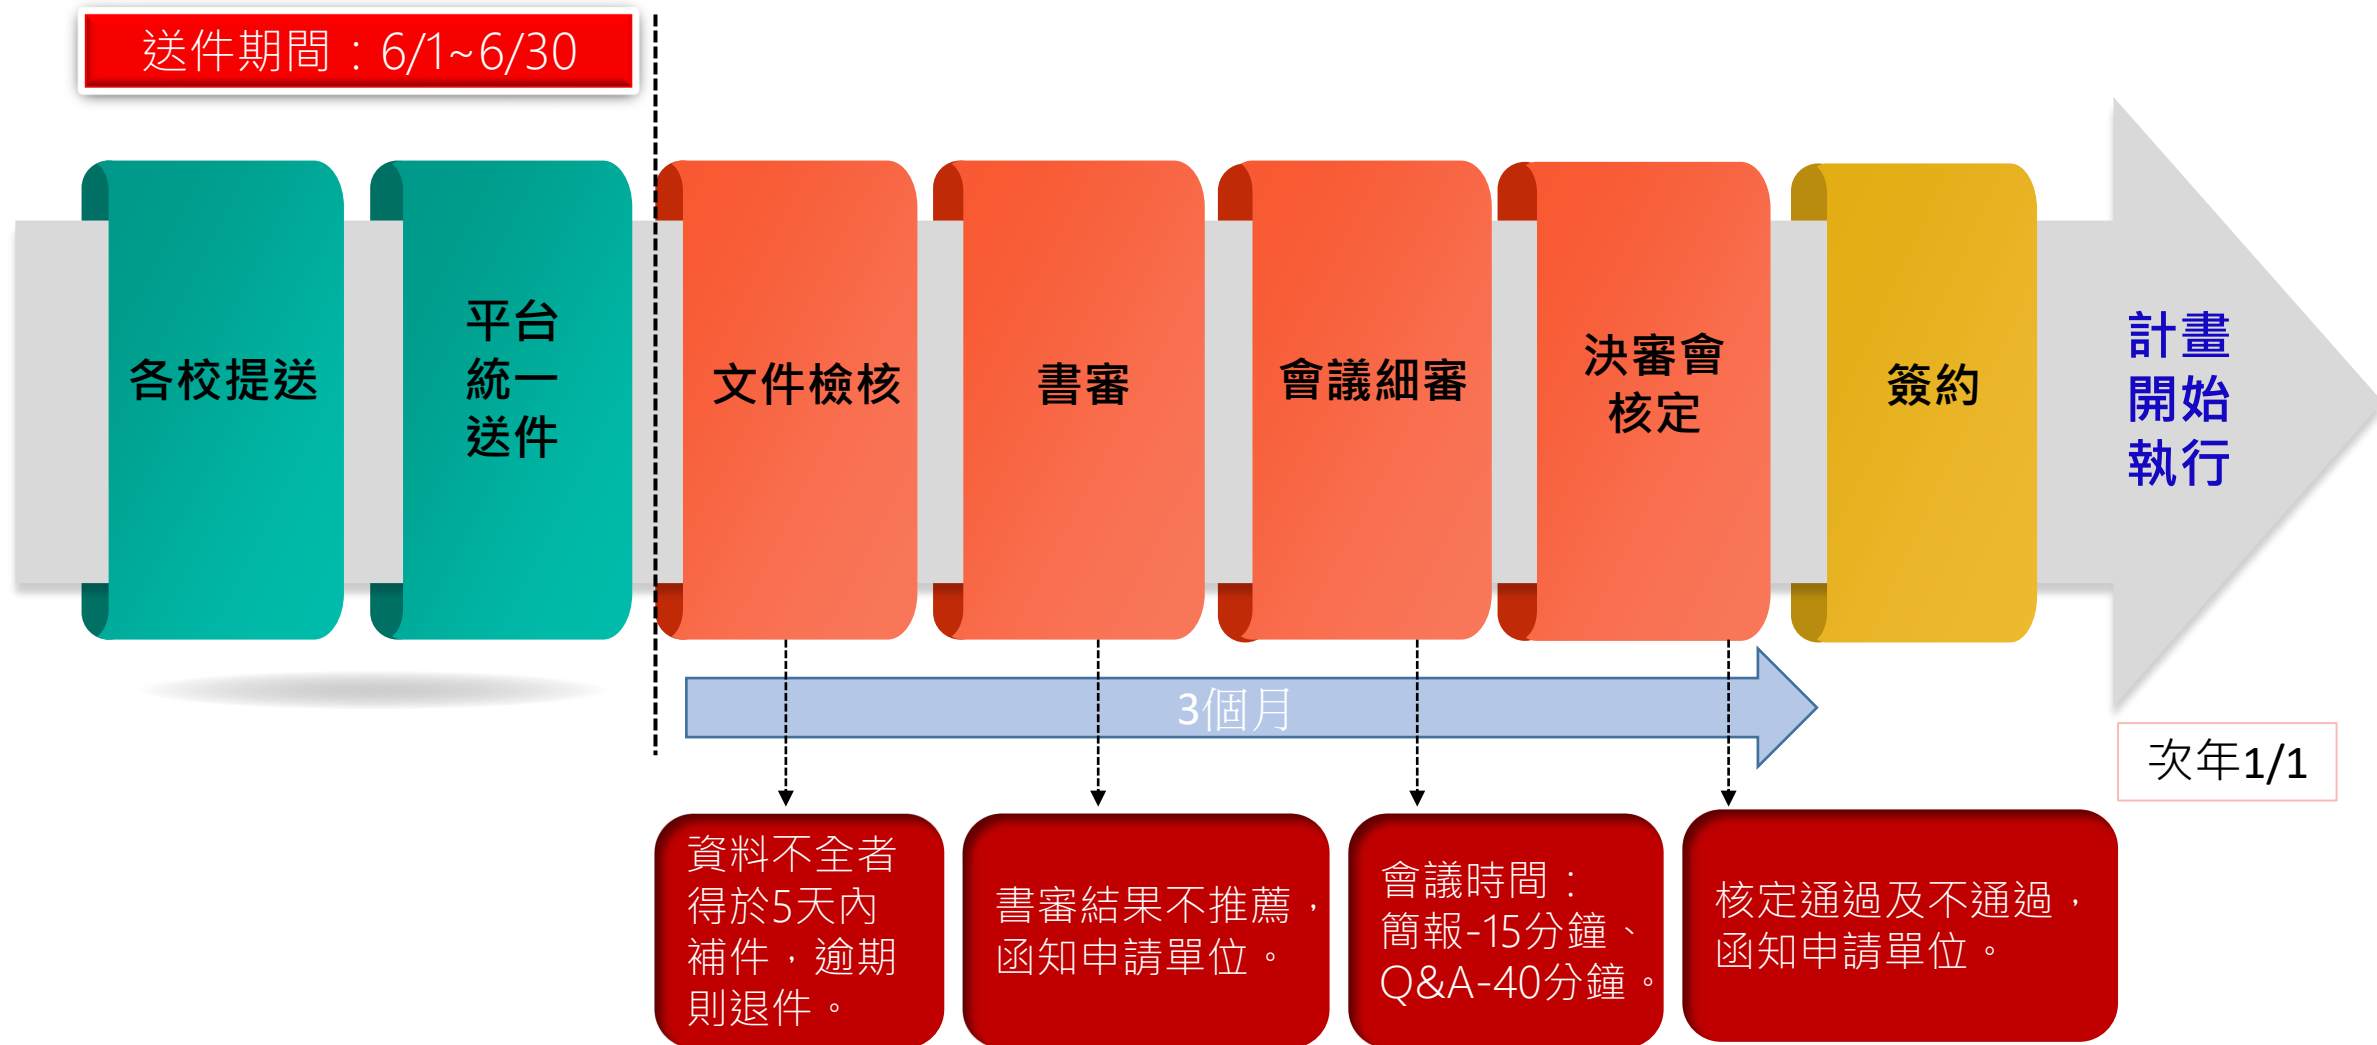 送件期間：6/1~6/30
各校提送
平台
統一
送件
文件檢核
書審
會議細審
決審會
核定
簽約
計畫
開始
執行
3個月
次年1/1
資料不全者
得於5天內
補件，逾期
則退件。
書審結果不推薦，
函知申請單位。
會議時間：
簡報-15分鐘、
Q&A-40分鐘。
核定通過及不通過，
函知申請單位。